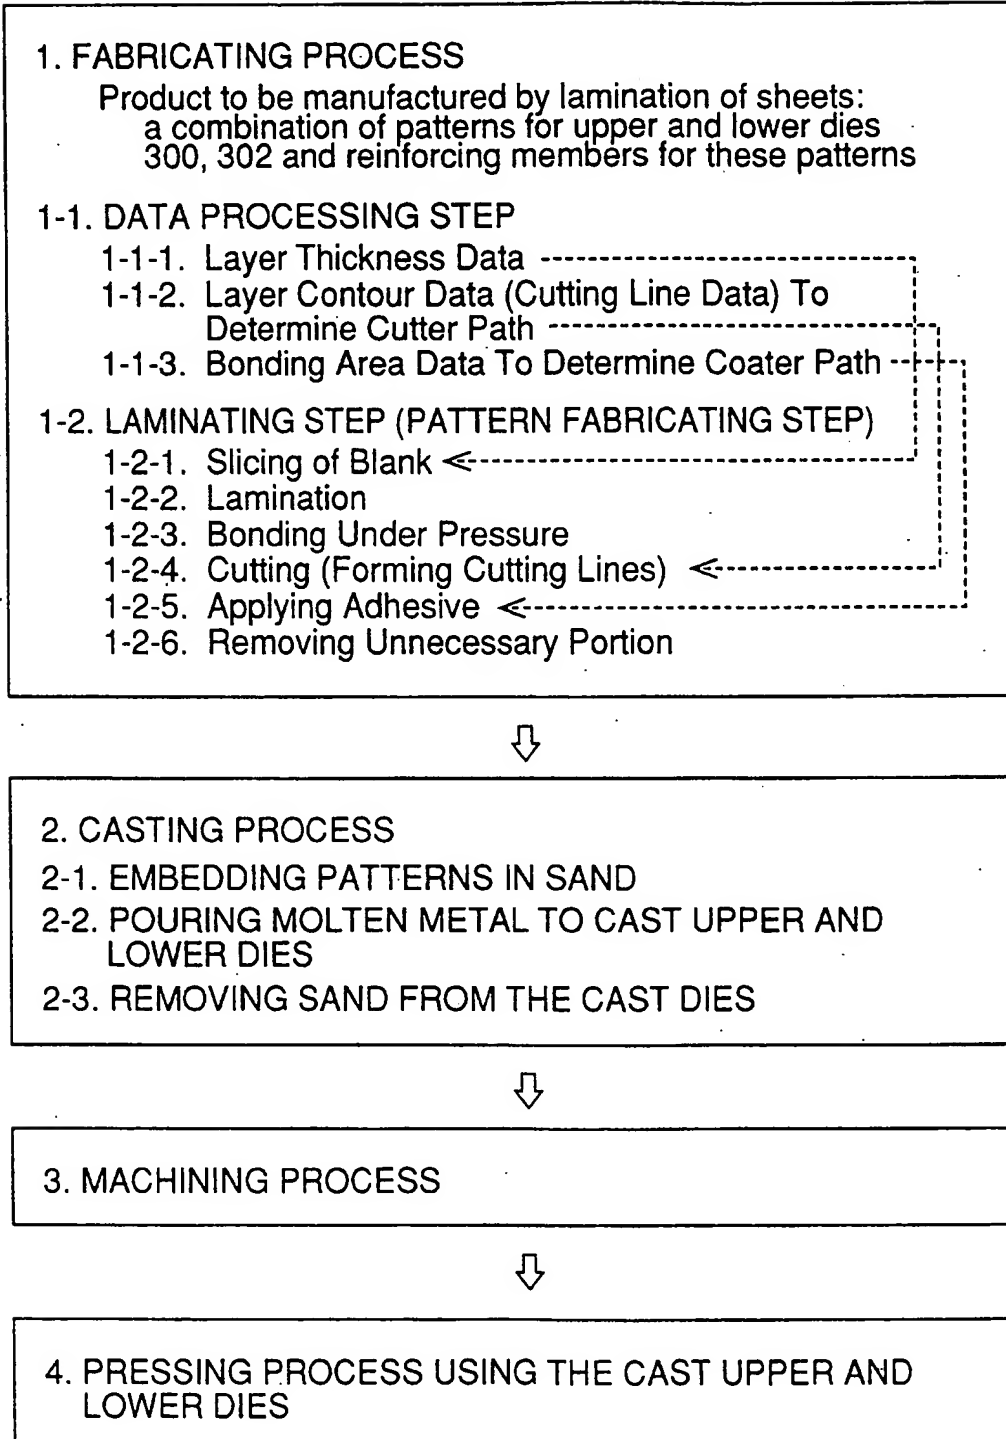 1. FABRICATING PROCESS
Product to be manufactured by lamination of sheets:
a combination of patterns for upper and lower dies
300, 302 and reinforcing members for these patterns
1-1. DATA PROCESSING STEP
1-1-1. Layer Thickness Data
1-1-2. Layer Contour Data (Cutting Line Data) To
Determine Cutter Path
1-1-3. Bonding Area Data To Determine Coater Path
1-2. LAMINATING STEP (PATTERN FABRICATING STEP)
1-2-1. Slicing of Blank
1-2-2. Lamination
1-2-3. Bonding Under Pressure
1-2-4. Cutting (Forming Cutting Lines)
1-2-5. Applying Adhesive
1-2-6. Removing Unnecessary Portion
2. CASTING PROCESS
2-1. EMBEDDING PATTERNS IN SAND
2-2. POURING MOLTEN METAL TO CAST UPPER AND
LOWER DIES
2-3. REMOVING SAND FROM THE CAST DIES
3. MACHINING PROCESS
4. PRESSING PROCESS USING THE CAST UPPER AND
LOWER DIES